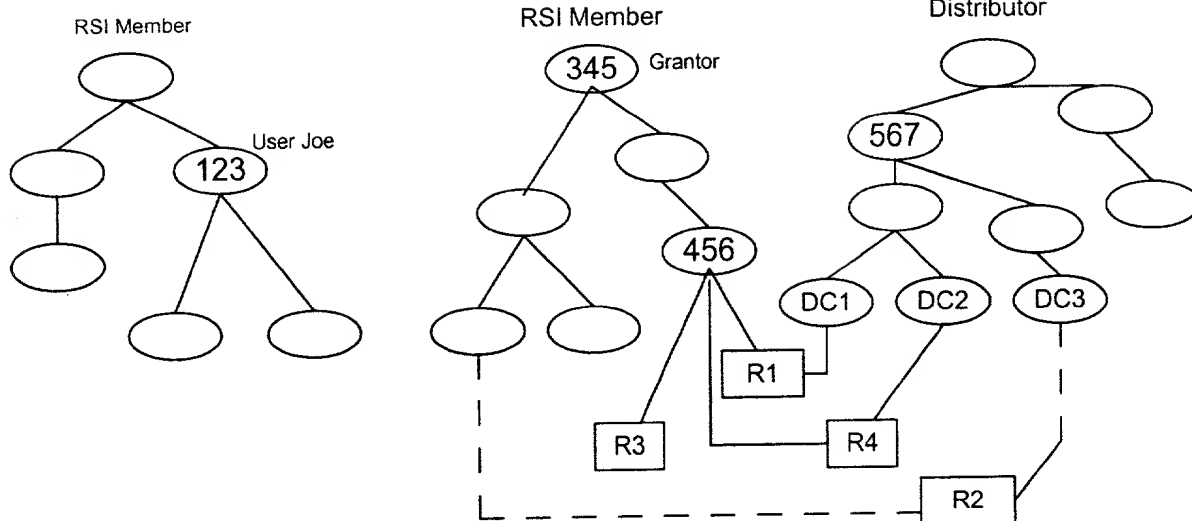 RSI Member
RSI Member
Distributor
345
Grantor
567
User Joe
123
456
DC1
DC2
DC3
R1
R3
R4
R2